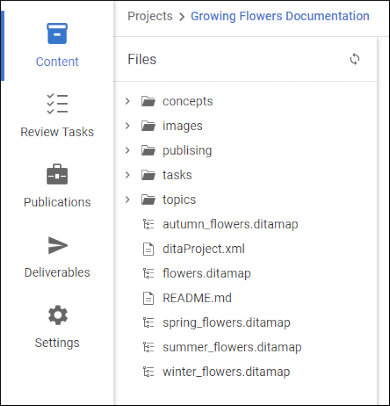 Projects > Growing Flowers Documentation
Content
Review Tasks
Publications
Deliverables
Settings
Files
concepts
images
publising
tasks
topics
autumn_flowers.ditamap
ditaProject.xml
flowers.ditamap
README.md
spring_flowers.ditamap
summer_flowers.ditamap
winter_flowers.ditamap